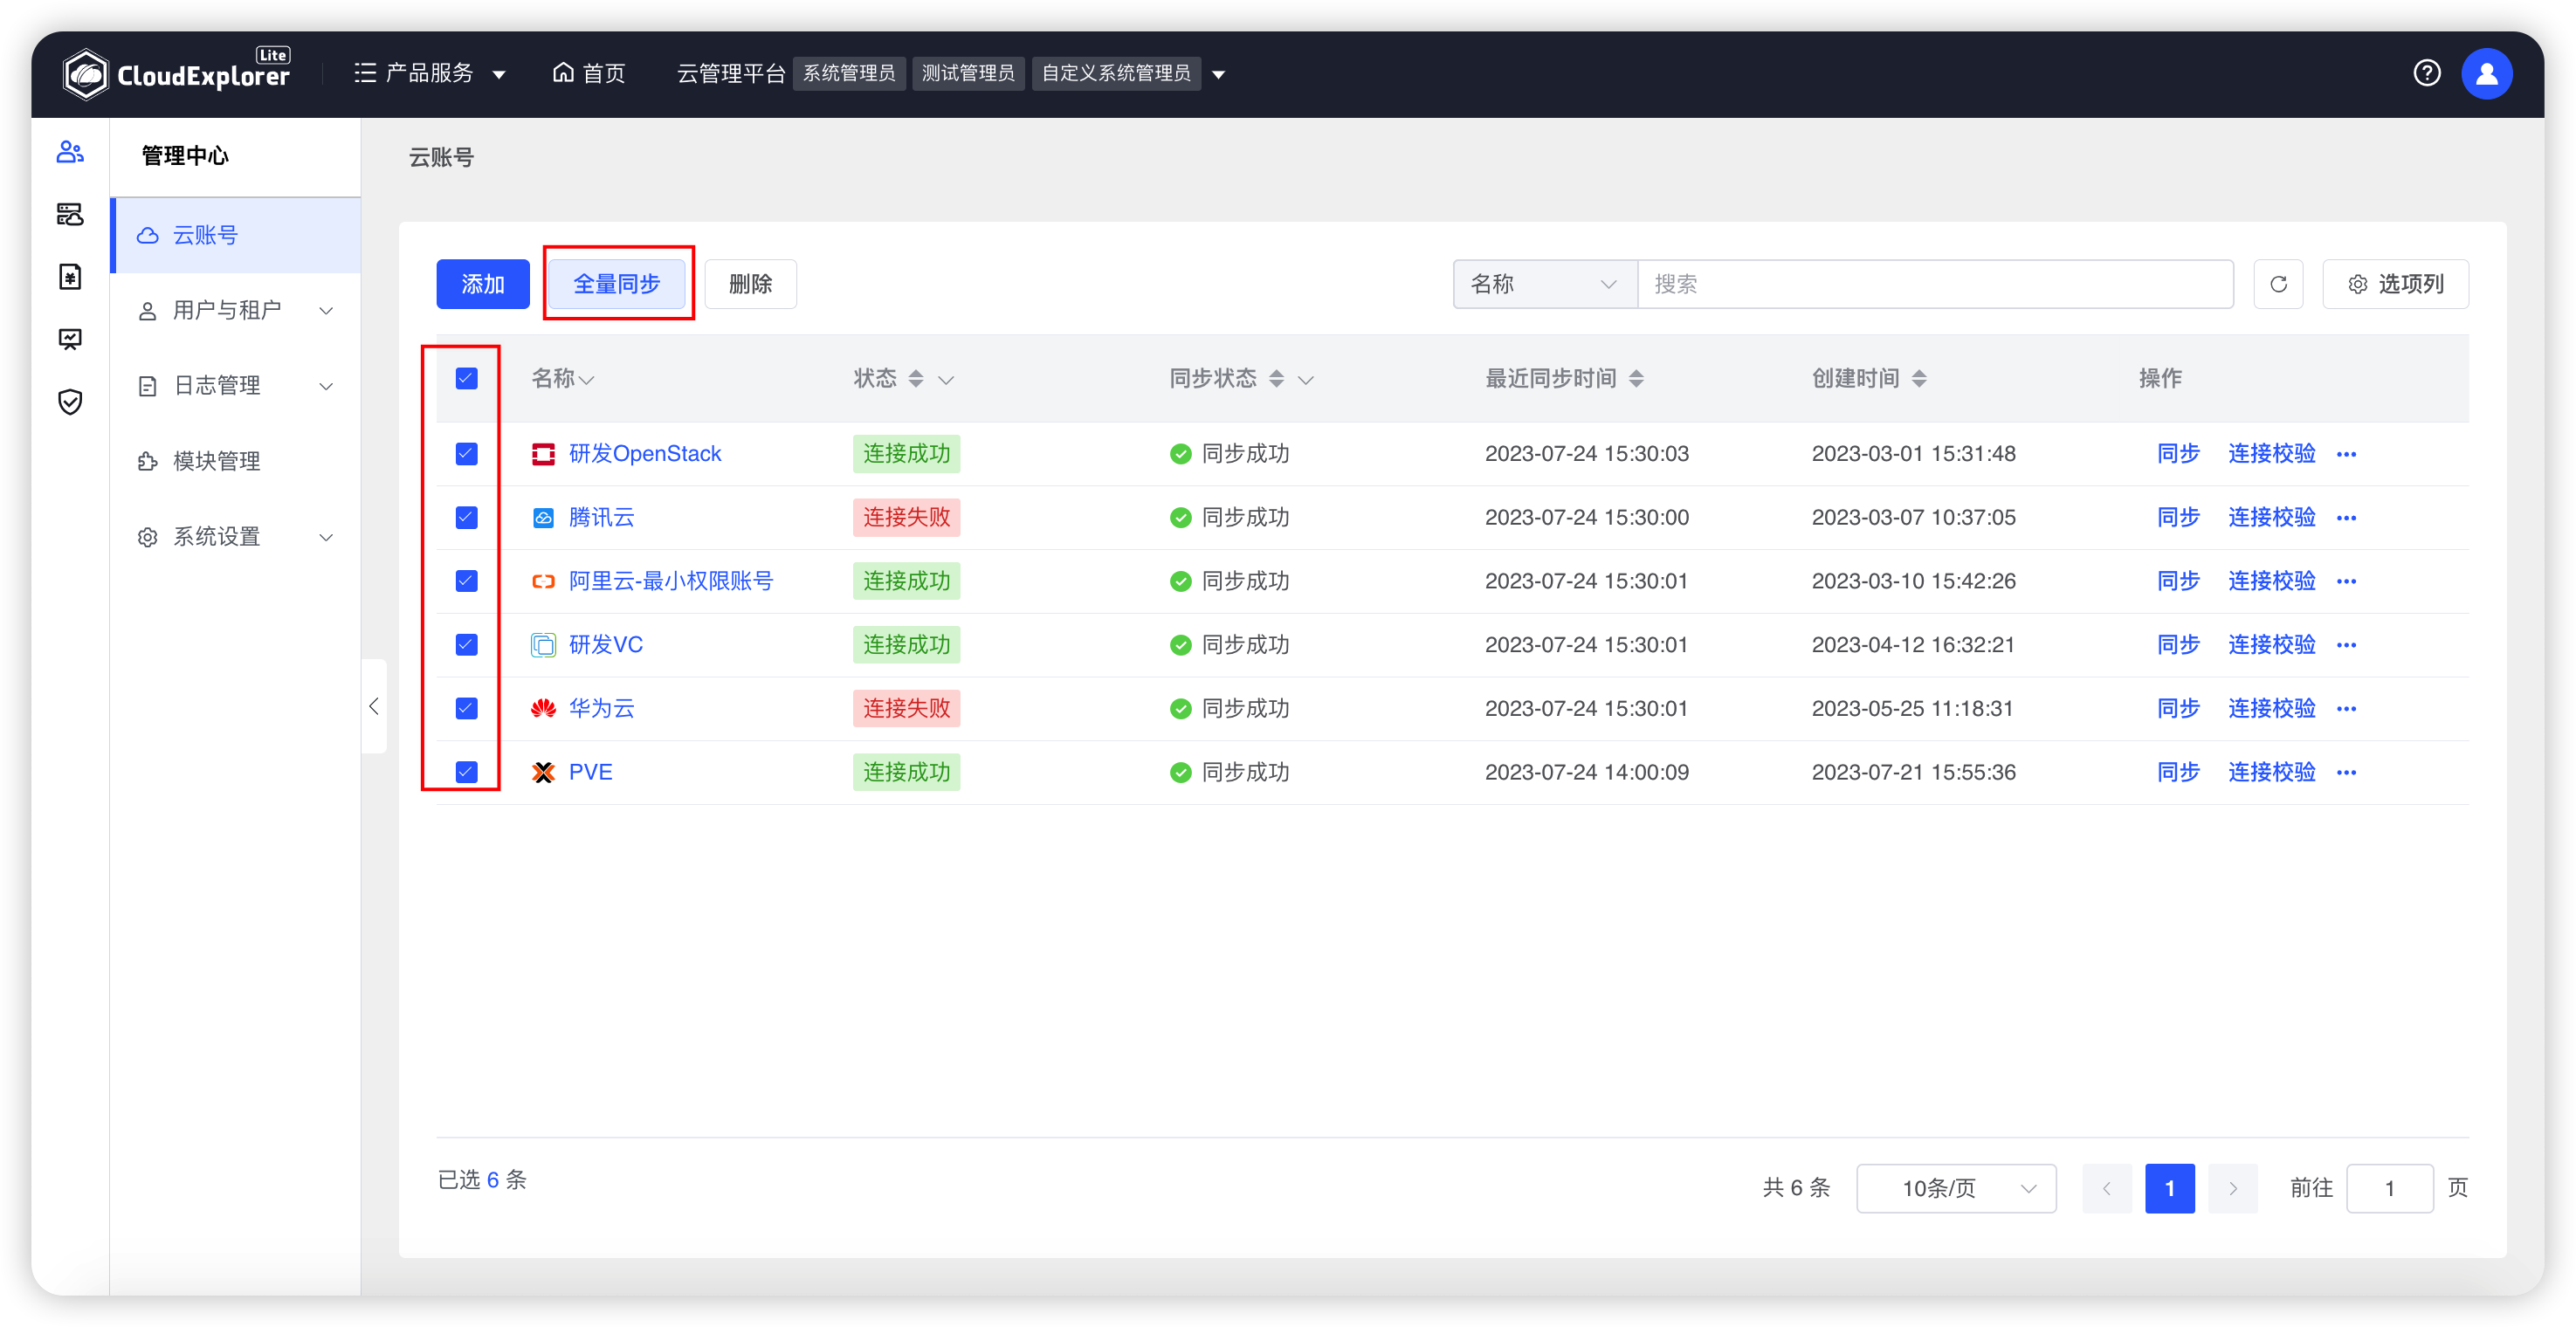 CloudExplorer Lite
产品服务 首页 云管理平台 系统管理员 测试管理员 自定义系统管理员
管理中心
云账号
用户与租户
日志管理
模块管理
系统设置
云账号
添加 全量同步 删除 名称 搜索 选项列
名称 状态 同步状态 最近同步时间 创建时间 操作
研发OpenStack 连接成功 同步成功 2023-07-24 15:30:03 2023-03-01 15:31:48 同步 连接校验
腾讯云 连接失败 同步成功 2023-07-24 15:30:00 2023-03-07 10:37:05 同步 连接校验
阿里云-最小权限账号 连接成功 同步成功 2023-07-24 15:30:01 2023-03-10 15:42:26 同步 连接校验
研发VC 连接成功 同步成功 2023-07-24 15:30:01 2023-04-12 16:32:21 同步 连接校验
华为云 连接失败 同步成功 2023-07-24 15:30:01 2023-05-25 11:18:31 同步 连接校验
PVE 连接成功 同步成功 2023-07-24 14:00:09 2023-07-21 15:55:36 同步 连接校验
已选 6 条 共 6 条 10条/页 1 前往 1 页